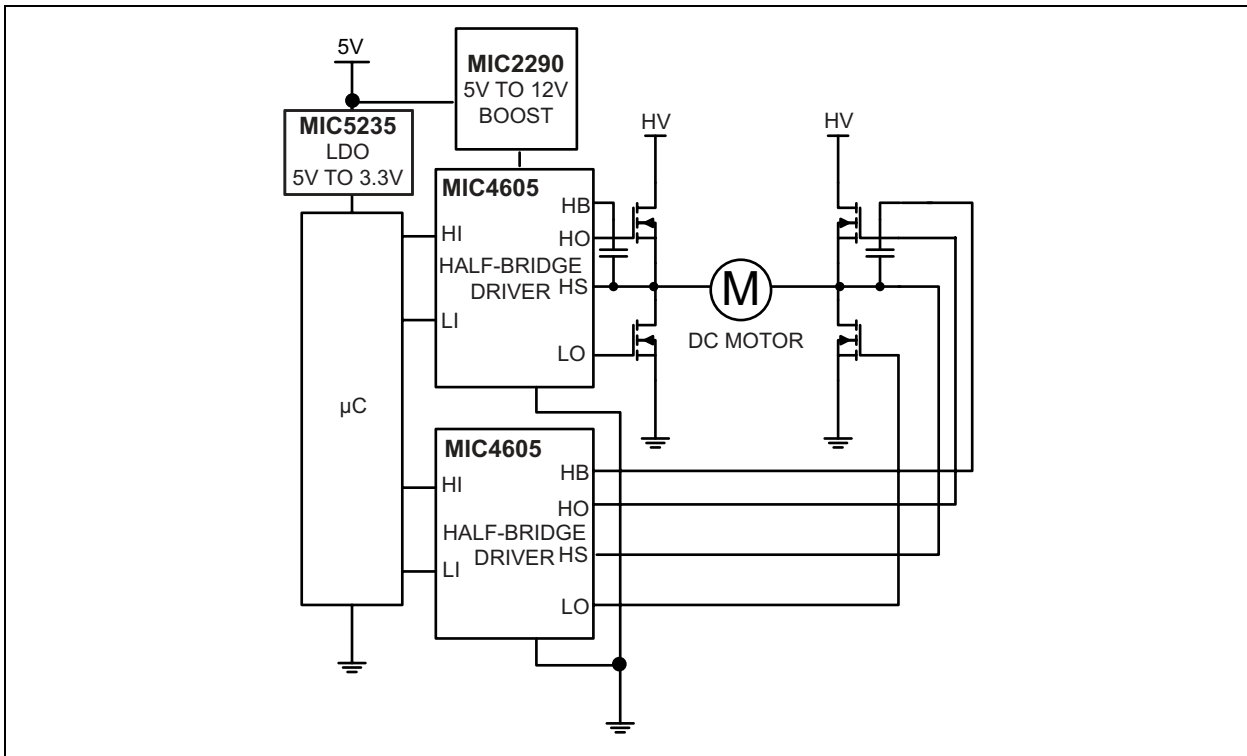 5V
MIC2290
5V TO 12V
BOOST
MIC5235
LDO
5V TO 3.3V
HV
HV
MIC4605
HB
HI
HO
HALF-BRIDGE
DRIVER
HS
LI
LO
M
DC MOTOR
µC
MIC4605
HB
HI
HO
HALF-BRIDGE
DRIVER
HS
LI
LO